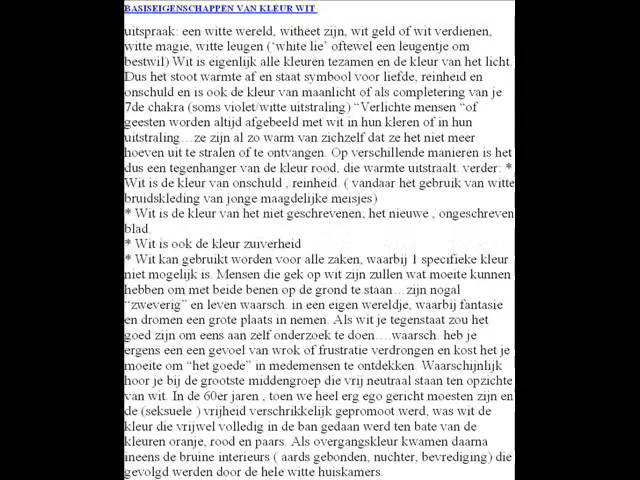 BASISEIGENSCHAPPEN VAN KLEUR WIT
uitspraak: een witte wereld, witheet zijn, wit geld of wit verdienen,
witte magie, witte leugen (‘white lie’ oftewel een leugentje om
bestwil) Wit is eigenlijk alle kleuren tezamen en de kleur van het licht.
Dus het stoot warmte af en staat symbool voor liefde, reinheid en
onschuld en is ook de kleur van maanlicht of als completering van je
7de chakra (soms violet/witte uitstraling) “Verlichte mensen “of
geesten worden altijd afgebeeld met wit in hun kleren of in hun
uitstraling…ze zijn al zo warm van zichzelf dat ze het niet meer
hoeven uit te stralen of te ontvangen. Op verschillende manieren is het
dus een tegenhanger van de kleur rood, die warmte uitstraalt. verder: *
Wit is de kleur van onschuld , reinheid. ( vandaar het gebruik van witte
bruidskleding van jonge maagdelijke meisjes)
* Wit is de kleur van het niet geschrevenen, het nieuwe , ongeschreven
blad.
* Wit is ook de kleur zuiverheid
* Wit kan gebruikt worden voor alle zaken, waarbij 1 specifieke kleur
niet mogelijk is. Mensen die gek op wit zijn zullen wat moeite kunnen
hebben om met beide benen op de grond te staan…zijn nogal
“zweverig” en leven waarsch. in een eigen wereldje, waarbij fantasie
en dromen een grote plaats in nemen. Als wit je tegenstaat zou het
goed zijn om eens aan zelf onderzoek te doen….waarsch. heb je
ergens een een gevoel van wrok of frustratie verdrongen en kost het je
moeite om “het goede” in medemensen te ontdekken. Waarschijnlijk
hoor je bij de grootste middengroep die vrij neutraal staan ten opzichte
van wit. In de 60er jaren , toen we heel erg ego gericht moesten zijn en
de (seksuele ) vrijheid verschrikkelijk gepromoot werd, was wit de
kleur die vrijwel volledig in de ban gedaan werd ten bate van de
kleuren oranje, rood en paars. Als overgangskleur kwamen daarna
ineens de bruine interieurs ( aards gebonden, nuchter, bevrediging) die
gevolgd werden door de hele witte huiskamers.